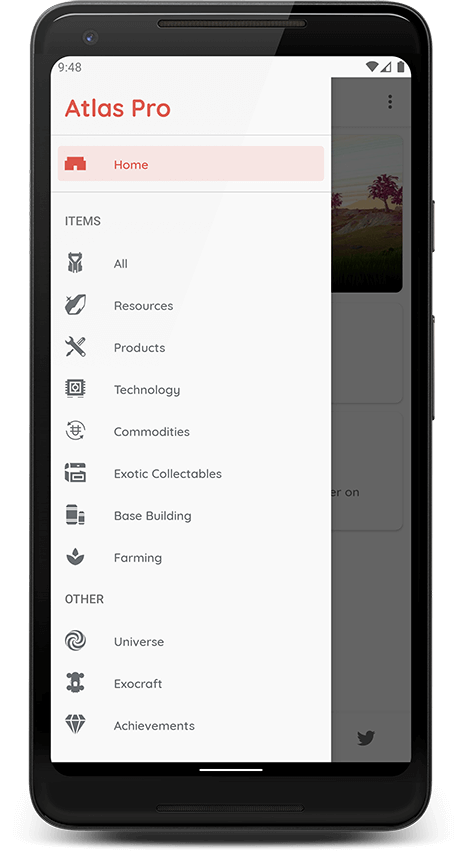 9:48
Atlas Pro
Home
ITEMS
All
Resources
Products
Technology
Commodities
Exotic Collectables
Base Building
er on
Farming
OTHER
Universe
Exocraft
Achievements